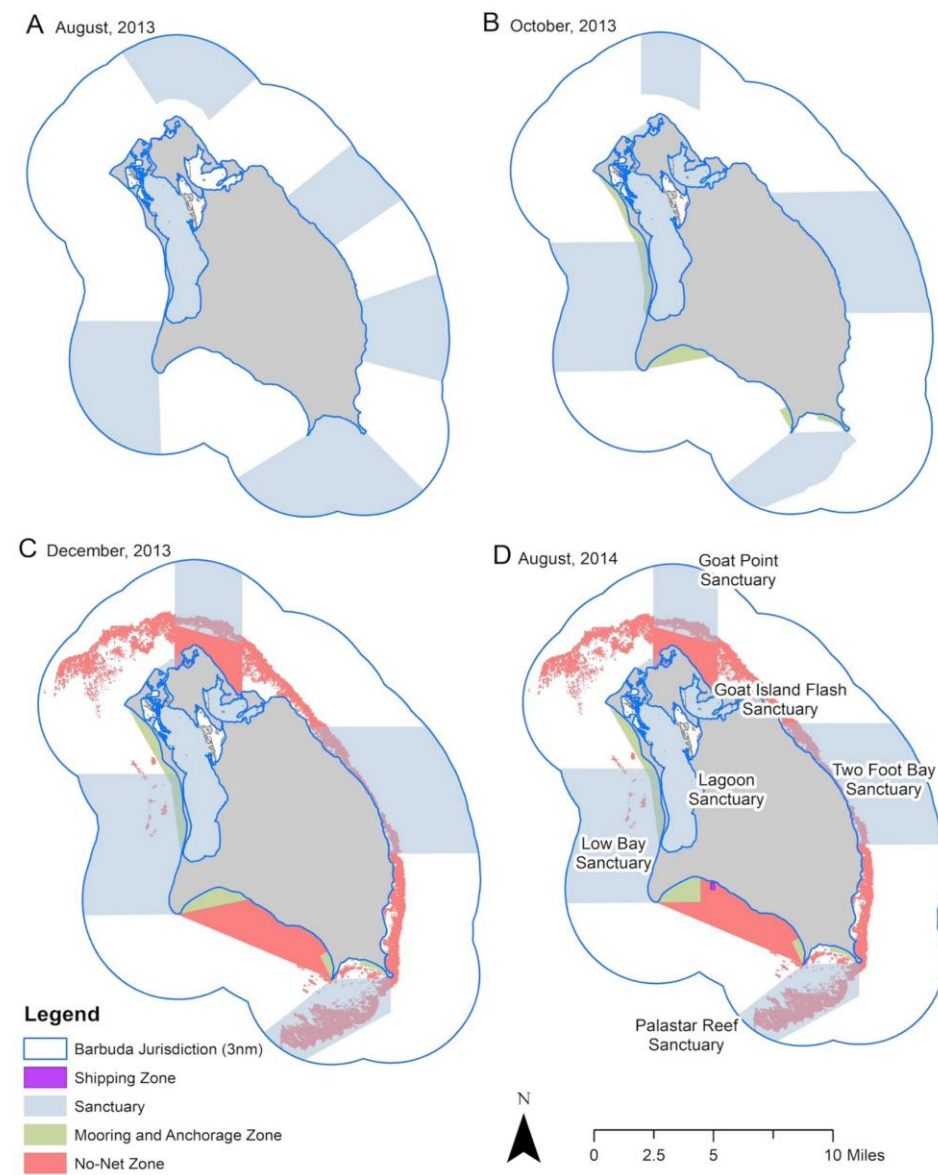 A August, 2013
B October, 2013
C December, 2013
D August, 2014
Goat Point
Sanctuary
Goat Island Flash
Sanctuary
Two Foot Bay
Sanctuary
Lagoon
Sanctuary
Low Bay
Sanctuary
Palastar Reef
Sanctuary
Legend
Barbuda Jurisdiction (3nm)
Shipping Zone
Sanctuary
Mooring and Anchorage Zone
No-Net Zone
N
0 2.5 5 10 Miles